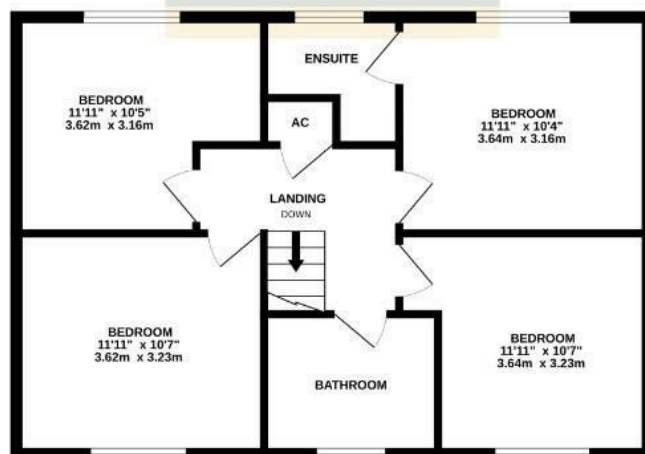 BEDROOM
11'11" x 10'5"
3.62m x 3.16m
ENSUITE
AC
BEDROOM
11'11" x 10'4"
3.64m x 3.16m
LANDING
DOWN
BEDROOM
11'11" x 10'7"
3.62m x 3.23m
BATHROOM
BEDROOM
11'11" x 10'7"
3.64m x 3.23m